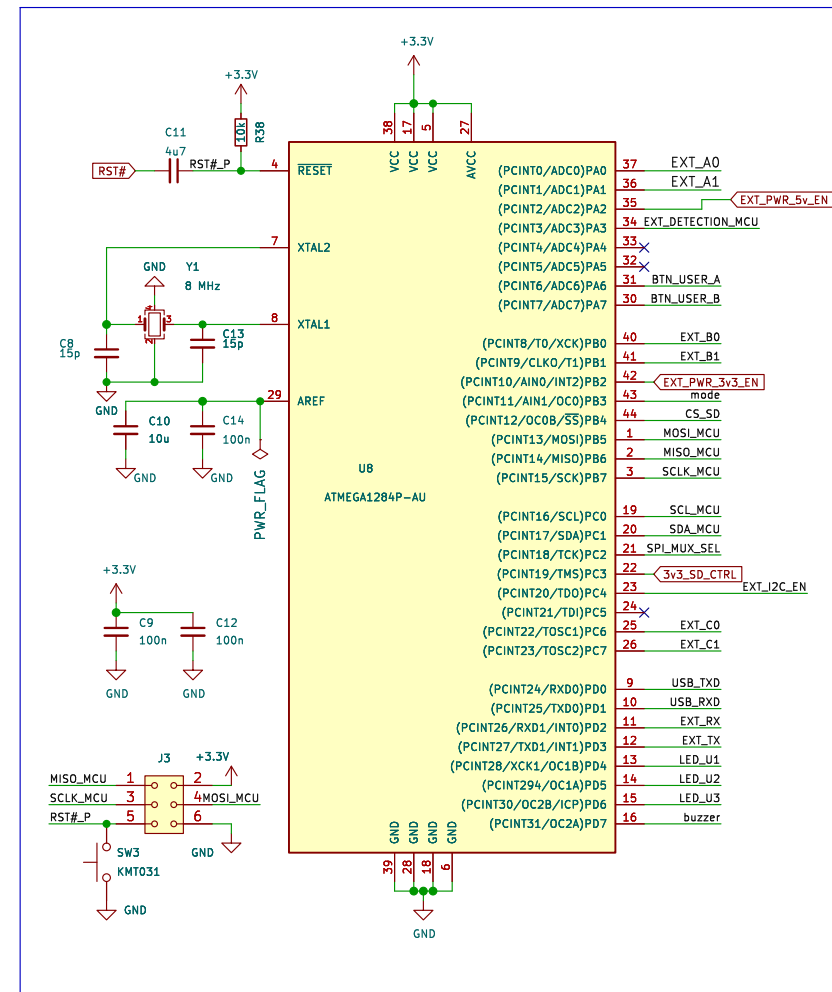 +3.3V
+3.3V
10k
R38
C11
4u7
RST#
RST#_P
4
RESET
38
17
5
27
VCC
VCC
VCC
AVCC
7
XTAL2
GND
Y1
8 MHz
4
1
3
2
8
XTAL1
C8
15p
C13
15p
GND
29
AREF
C10
10u
C14
100n
GND
GND
PWR_FLAG
U8
ATMEGA1284P-AU
(PCINT0/ADC0)PA0 37 EXT_A0
(PCINT1/ADC1)PA1 36 EXT_A1
(PCINT2/ADC2)PA2 35 EXT_PWR_5v_EN
(PCINT3/ADC3)PA3 34 EXT_DETECTION_MCU
(PCINT4/ADC4)PA4 33
(PCINT5/ADC5)PA5 32
(PCINT6/ADC6)PA6 31 BTN_USER_A
(PCINT7/ADC7)PA7 30 BTN_USER_B
(PCINT8/T0/XCK)PB0 40 EXT_B0
(PCINT9/CLKO/T1)PB1 41 EXT_B1
(PCINT10/AIN0/INT2)PB2 42 EXT_PWR_3v3_EN
(PCINT11/AIN1/OC0)PB3 43 mode
(PCINT12/OC0B/SS)PB4 44 CS_SD
(PCINT13/MOSI)PB5 1 MOSI_MCU
(PCINT14/MISO)PB6 2 MISO_MCU
(PCINT15/SCK)PB7 3 SCLK_MCU
(PCINT16/SCL)PC0 19 SCL_MCU
(PCINT17/SDA)PC1 20 SDA_MCU
(PCINT18/TCK)PC2 21 SPI_MUX_SEL
(PCINT19/TMS)PC3 22 3v3_SD_CTRL
(PCINT20/TDO)PC4 23 EXT_I2C_EN
(PCINT21/TDI)PC5 24
(PCINT22/TOSC1)PC6 25 EXT_C0
(PCINT23/TOSC2)PC7 26 EXT_C1
(PCINT24/RXD0)PD0 9 USB_TXD
(PCINT25/TXD0)PD1 10 USB_RXD
(PCINT26/RXD1/INT0)PD2 11 EXT_RX
(PCINT27/TXD1/INT1)PD3 12 EXT_TX
(PCINT28/XCK1/OC1B)PD4 13 LED_U1
(PCINT294/OC1A)PD5 14 LED_U2
(PCINT30/OC2B/ICP)PD6 15 LED_U3
(PCINT31/OC2A)PD7 16 buzzer
+3.3V
C9
100n
C12
100n
GND
GND
J3
+3.3V
MISO_MCU 1 2
SCLK_MCU 3 4 MOSI_MCU
RST#_P 5 6
GND
SW3
KMT031
GND
GND
GND
GND
GND
39
28
18
6
GND